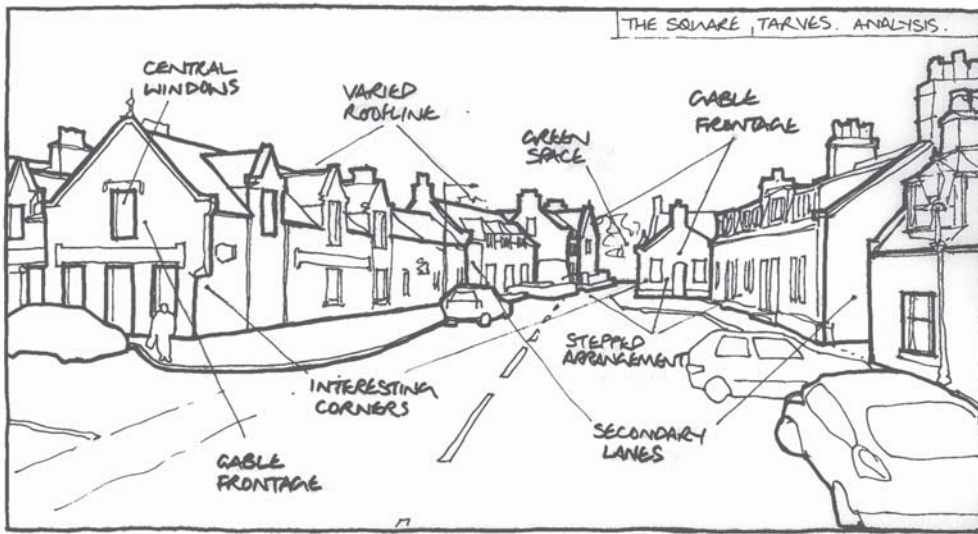 THE SQUARE, TARVES. ANALYSIS.
CENTRAL
WINDOWS
VARIED
ROOFLINE
GREEN
SPACE
GABLE
FRONTAGE
STEPPED
ARRANGEMENT
INTERESTING
CORNERS
SECONDARY
LANES
GABLE
FRONTAGE